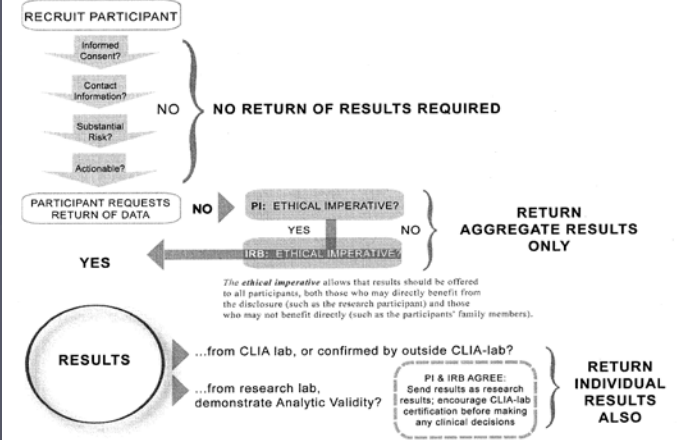 RECRUIT PARTICIPANT
Informed
Consent?
Contact
Information?
Substantial
Risk?
Actionable?
NO
NO RETURN OF RESULTS REQUIRED
PARTICIPANT REQUESTS
RETURN OF DATA
NO
PI: ETHICAL IMPERATIVE?
YES
NO
IRB: ETHICAL IMPERATIVE?
RETURN
AGGREGATE RESULTS
ONLY
YES
The ethical imperative allows that results should be offered
to all participants, both those who may directly benefit from
the disclosure (such as the research participant) and those
who may not benefit directly (such as the participants' family members).
RESULTS
...from CLIA lab, or confirmed by outside CLIA-lab?
...from research lab,
demonstrate Analytic Validity?
PI & IRB AGREE:
Send results as research
results; encourage CLIA-lab
certification before making
any clinical decisions
RETURN
INDIVIDUAL
RESULTS
ALSO